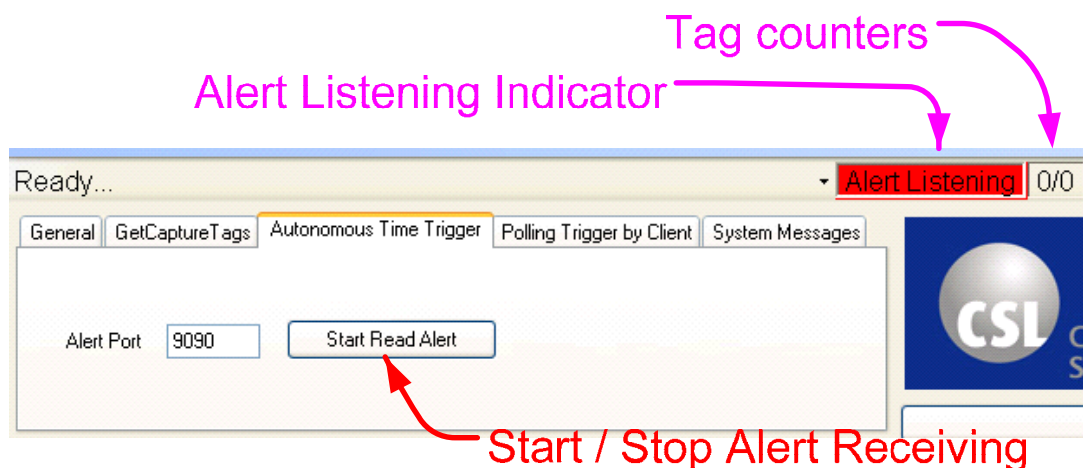 Tag counters
Alert Listening Indicator
Ready...
Alert Listening
0/0
General
GetCaptureTags
Autonomous Time Trigger
Polling Trigger by Client
System Messages
Alert Port
9090
Start Read Alert
CSL
C
S
Start / Stop Alert Receiving